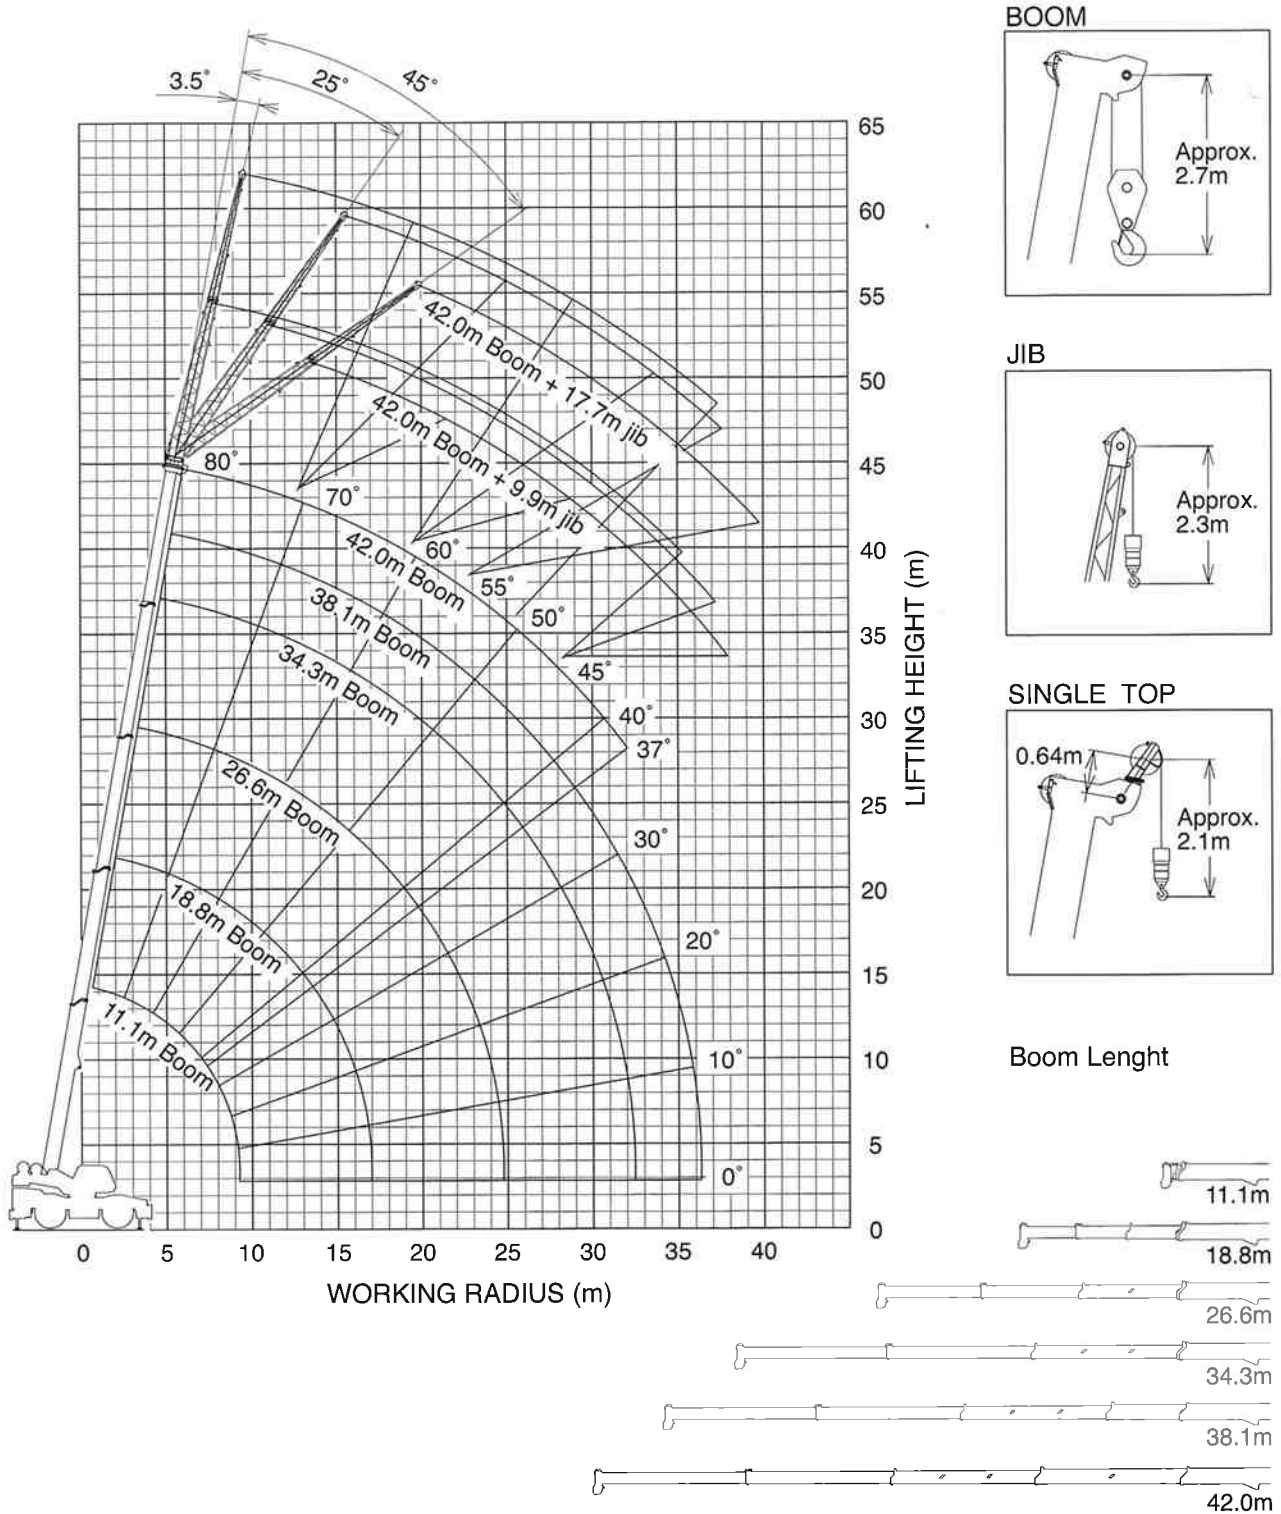 BOOM
45°
25°
3.5°
65
Approx.
2.7m
60
55
42.0m Boom + 17.7m jib
JIB
50
42.0m Boom + 9.9m jib
80°
45
70°
Approx.
2.3m
42.0m Boom
60°
40
55°
38.1m Boom
50°
35
34.3m Boom
45°
LIFTING HEIGHT (m)
SINGLE TOP
40°
30
37°
0.64m
26.6m Boom
25
Approx.
2.1m
30°
20
18.8m Boom
20°
15
11.1m Boom
10°
10
Boom Lenght
5
0°
11.1m
0
0 5 10 15 20 25 30 35 40
18.8m
WORKING RADIUS (m)
26.6m
34.3m
38.1m
42.0m